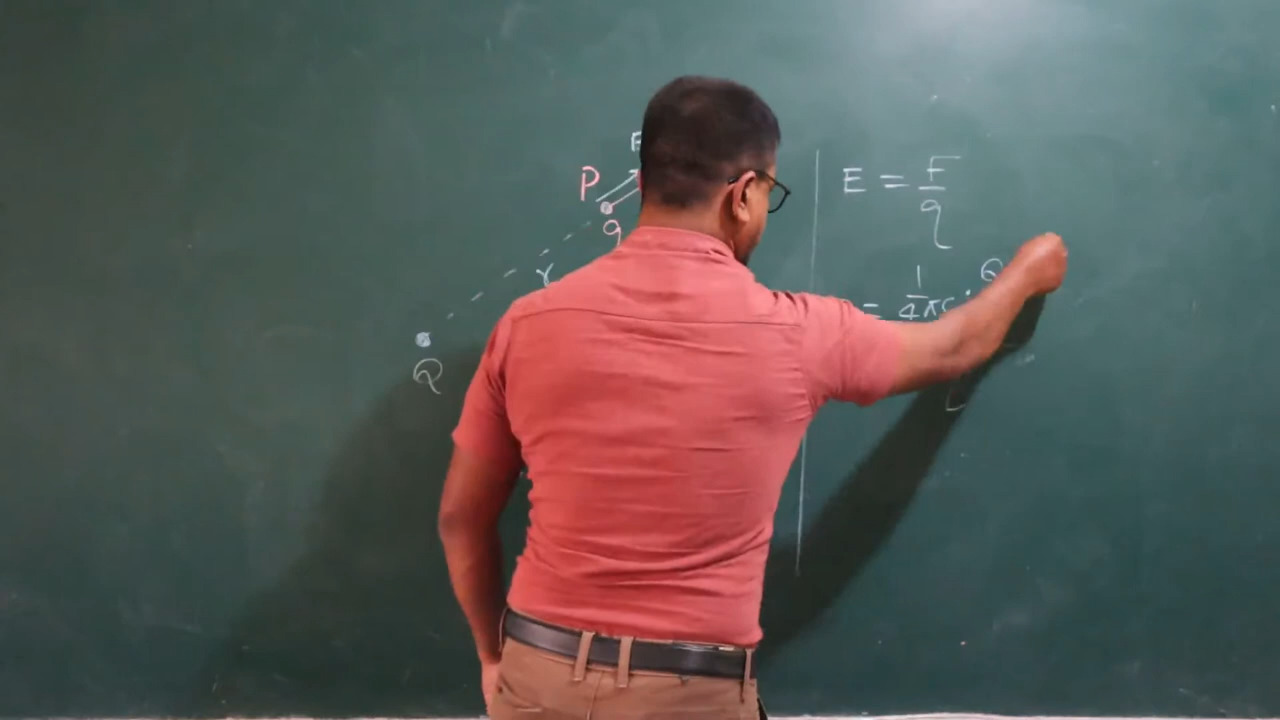 P
q
r
Q
E = F/q
= 1/4πε · Q